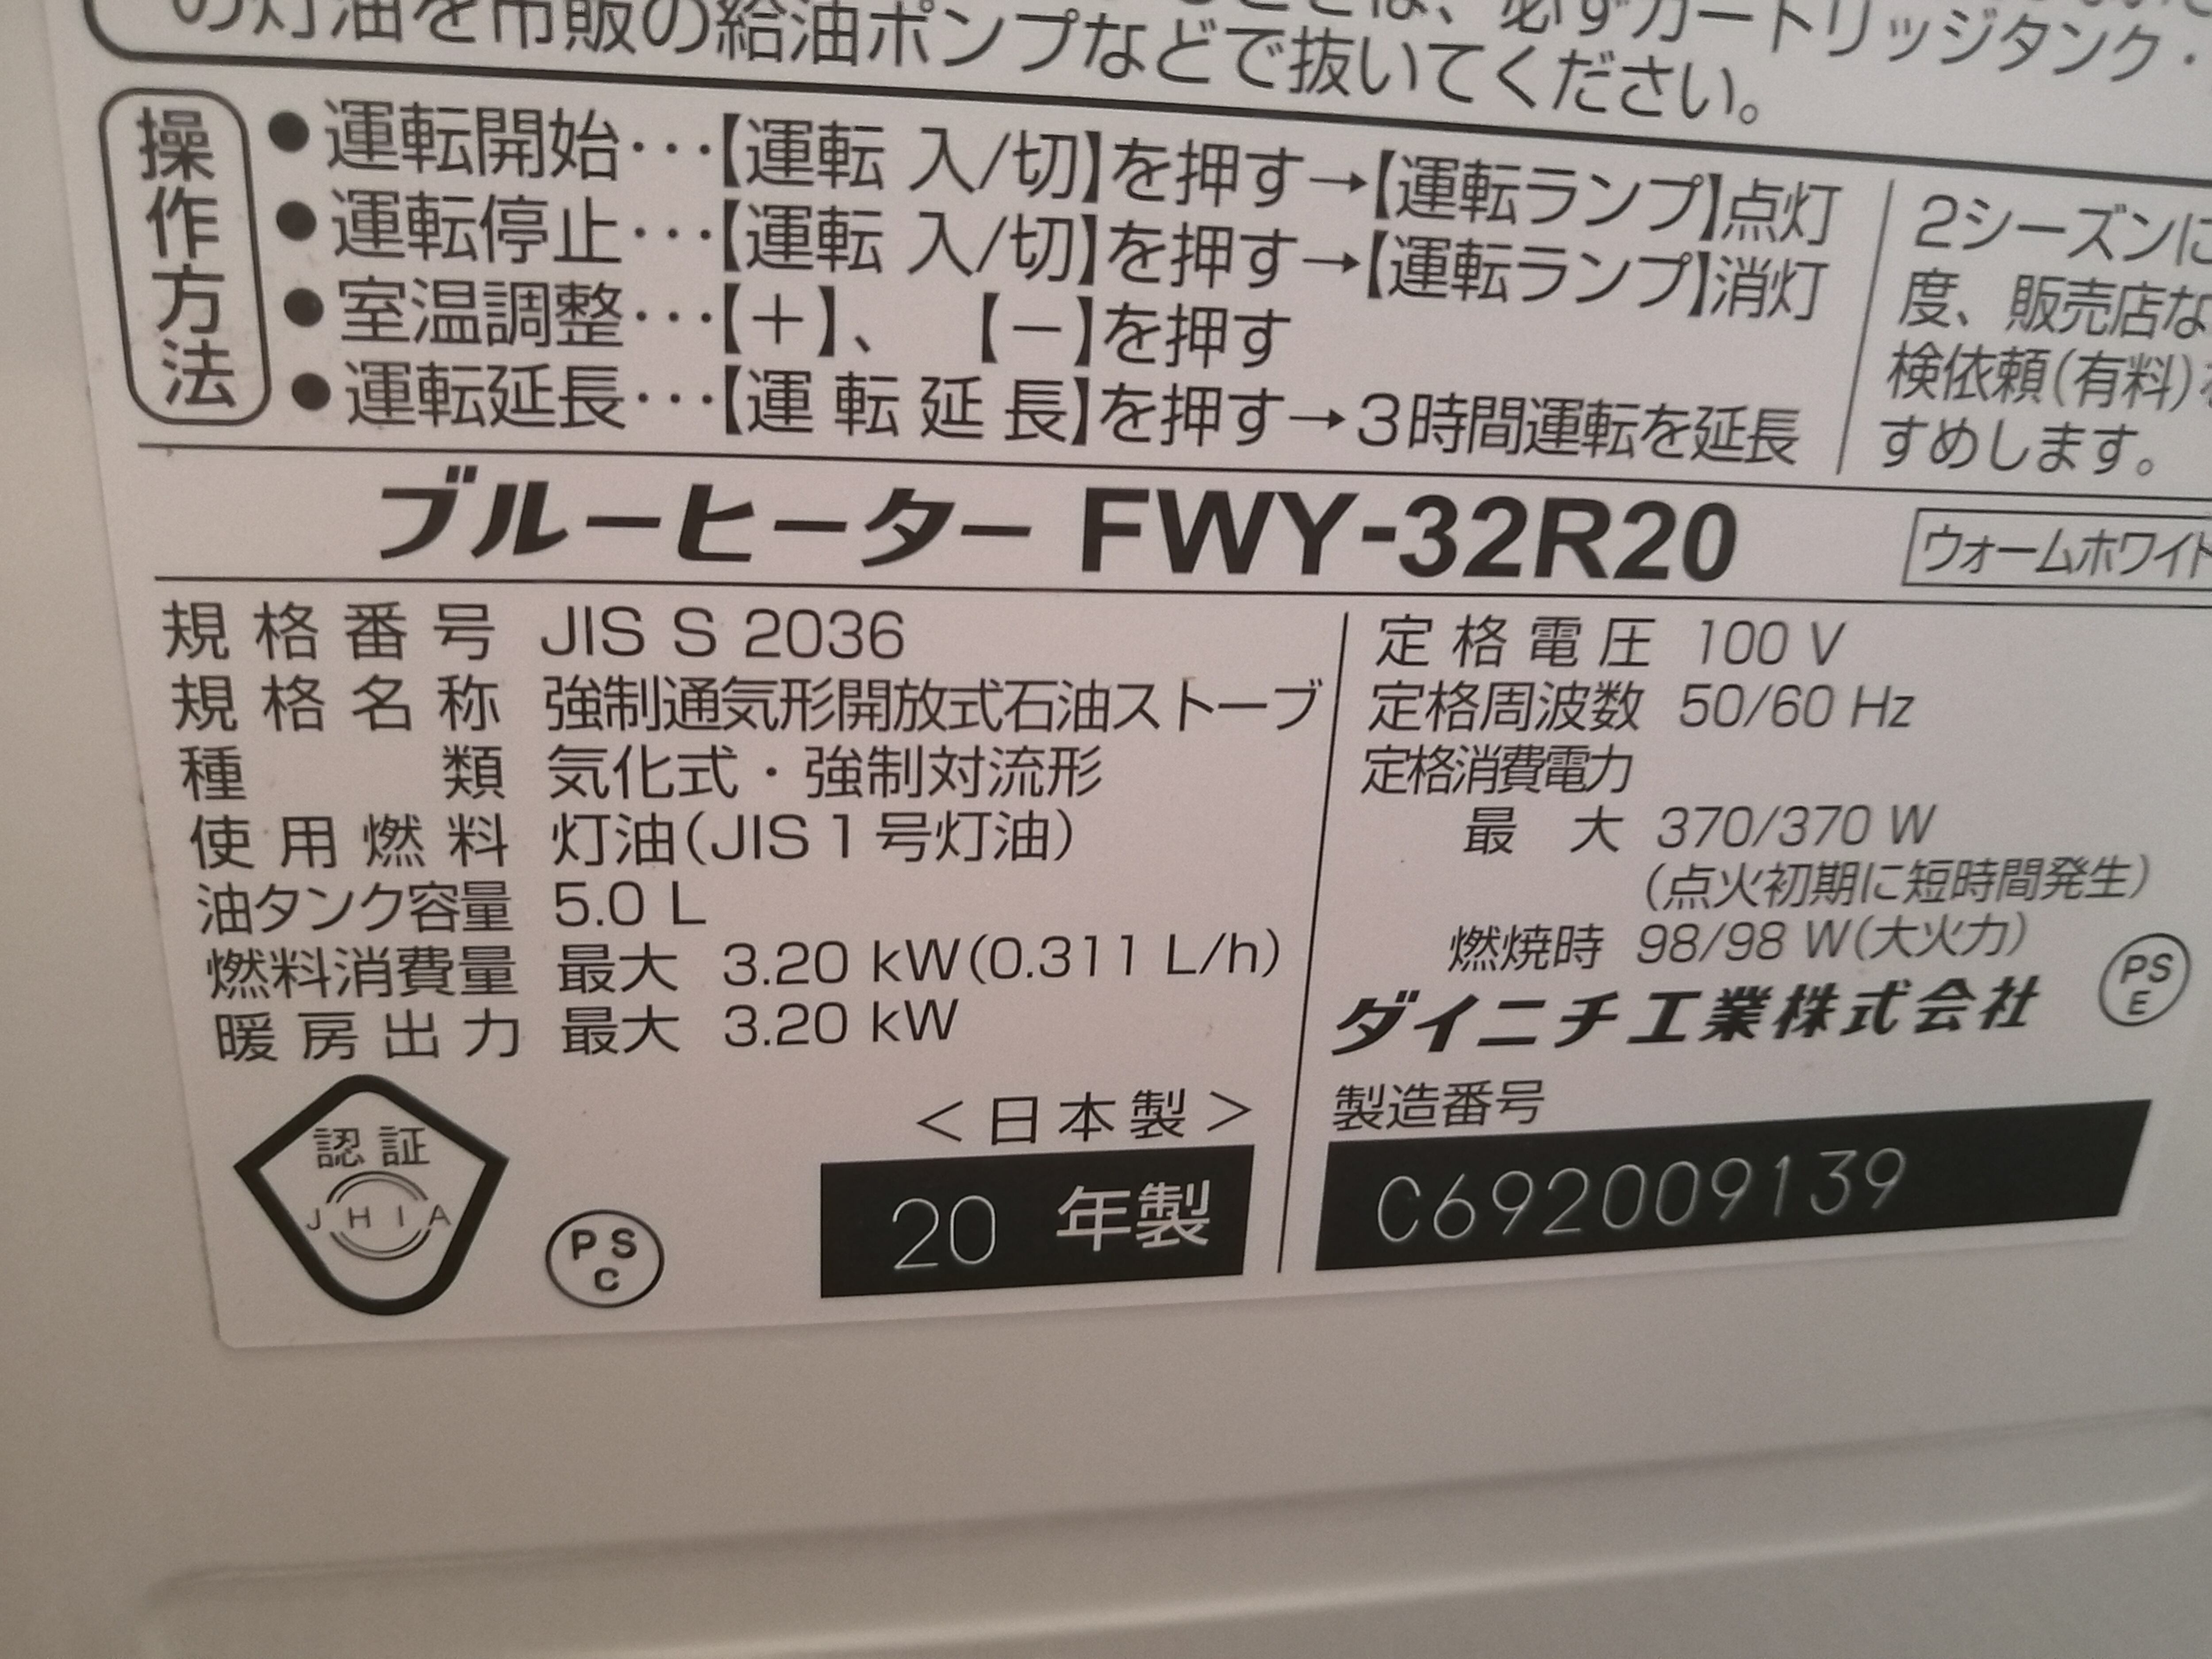 の灯油を市販の給油ポンプなどで抜いてください。
必ずカートリッジタンク・
操作方法
●運転開始･･･【運転 入/切】を押す→【運転ランプ】点灯
●運転停止･･･【運転 入/切】を押す→【運転ランプ】消灯
●室温調整･･･【＋】、【－】を押す
●運転延長･･･【運転延長】を押す→3時間運転を延長
2シーズンに
度、販売店な
検依頼(有料)を
すめします。
ブルーヒーター FWY-32R20
ウォームホワイト
規格番号 JIS S 2036
規格名称 強制通気形開放式石油ストーブ
種類 気化式・強制対流形
使用燃料 灯油(JIS 1号灯油)
油タンク容量 5.0 L
燃料消費量 最大 3.20 kW(0.311 L/h)
暖房出力 最大 3.20 kW
定格電圧 100 V
定格周波数 50/60 Hz
定格消費電力
最大 370/370 W
(点火初期に短時間発生)
燃焼時 98/98 W(大火力)
ダイニチ工業株式会社
PS
E
認証
JHIA
PS
C
<日本製>
20 年製
製造番号
C692009139